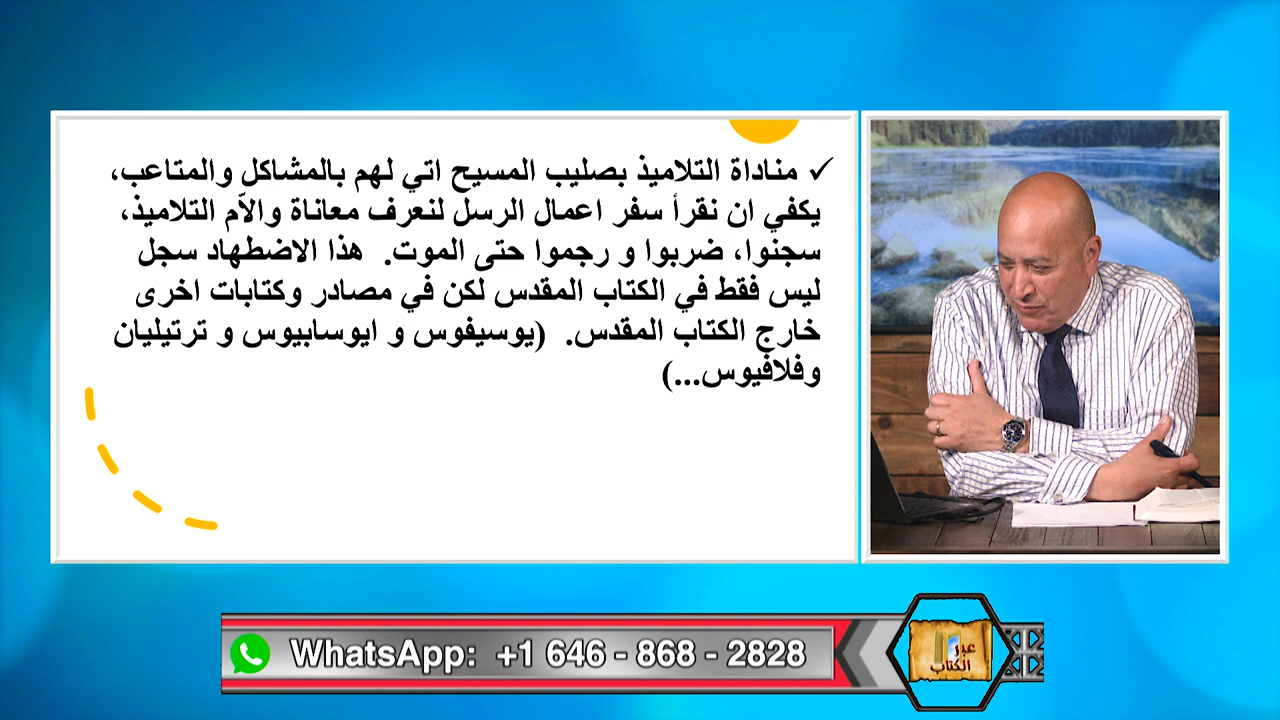 ✓ مناداة التلاميذ بصليب المسيح اتي لهم بالمشاكل والمتاعب،
يكفي ان نقرأ سفر اعمال الرسل لنعرف معاناة والآم التلاميذ،
سجنوا، ضربوا و رجموا حتى الموت. هذا الاضطهاد سجل
ليس فقط في الكتاب المقدس لكن في مصادر وكتابات اخرى
خارج الكتاب المقدس. (يوسيفوس و ايوسابيوس و ترتيليان
وفلافيوس...)
WhatsApp: +1 646 - 868 - 2828
عبر
الكتاب